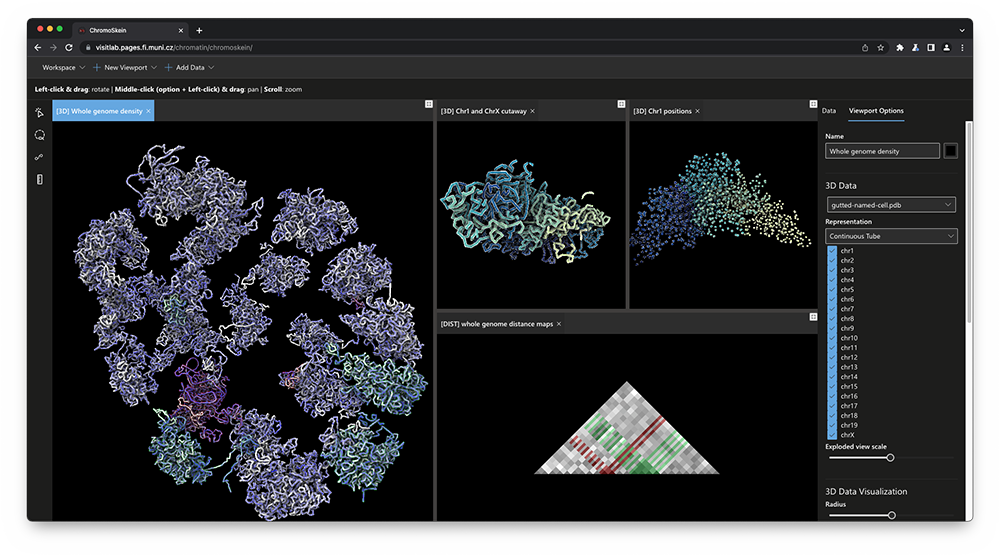 ChromoSkein
visitlab.pages.fi.muni.cz/chromatin/chromoskein/
Workspace New Viewport Add Data
Left-click & drag: rotate | Middle-click (option + Left-click) & drag: pan | Scroll: zoom
[3D] Whole genome density
[3D] Chr1 and ChrX cutaway
[3D] Chr1 positions
Data Viewport Options
Name
Whole genome density
3D Data
gutted-named-cell.pdb
Representation
Continuous Tube
chr1
chr2
chr3
chr4
chr5
chr6
chr7
chr8
chr9
chr10
chr11
chr12
chr13
chr14
chr15
chr16
chr17
chr18
chr19
chrX
Exploded view scale
3D Data Visualization
Radius
[DIST] whole genome distance maps